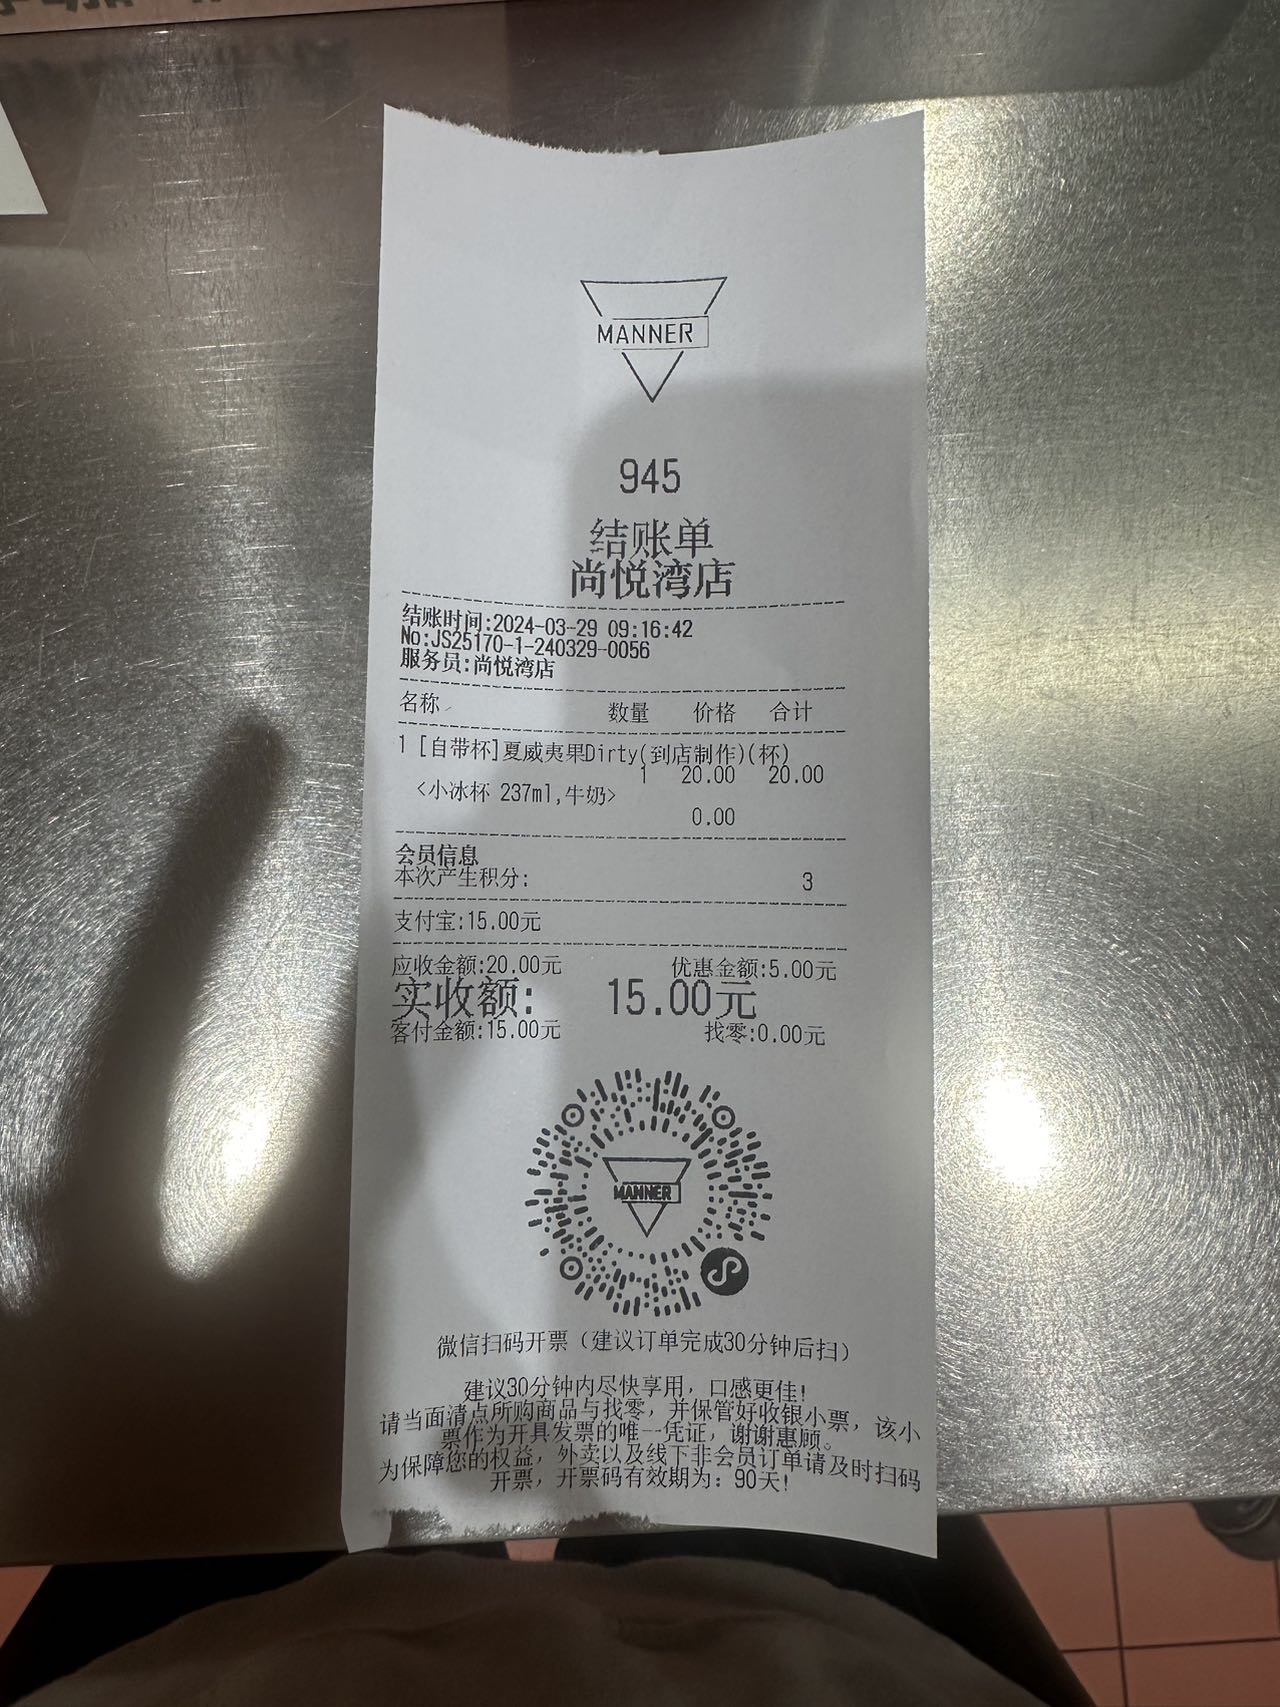 MANNER
945
结账单
尚悦湾店
结账时间:2024-03-29 09:16:42
No:JS25170-1-240329-0056
服务员:尚悦湾店
名称 数量 价格 合计
1 [自带杯]夏威夷果Dirty(到店制作)(杯)
1 20.00 20.00
<小冰杯 237ml,牛奶>
0.00
会员信息
本次产生积分: 3
支付宝:15.00元
应收金额:20.00元 优惠金额:5.00元
实收额: 15.00元
客付金额:15.00元 找零:0.00元
MANNER
微信扫码开票（建议订单完成30分钟后扫）
建议30分钟内尽快享用，口感更佳!
请当面清点所购商品与找零，并保管好收银小票，该小
票作为开具发票的唯一凭证，谢谢惠顾。
为保障您的权益，外卖以及线下非会员订单请及时扫码
开票，开票码有效期为：90天!